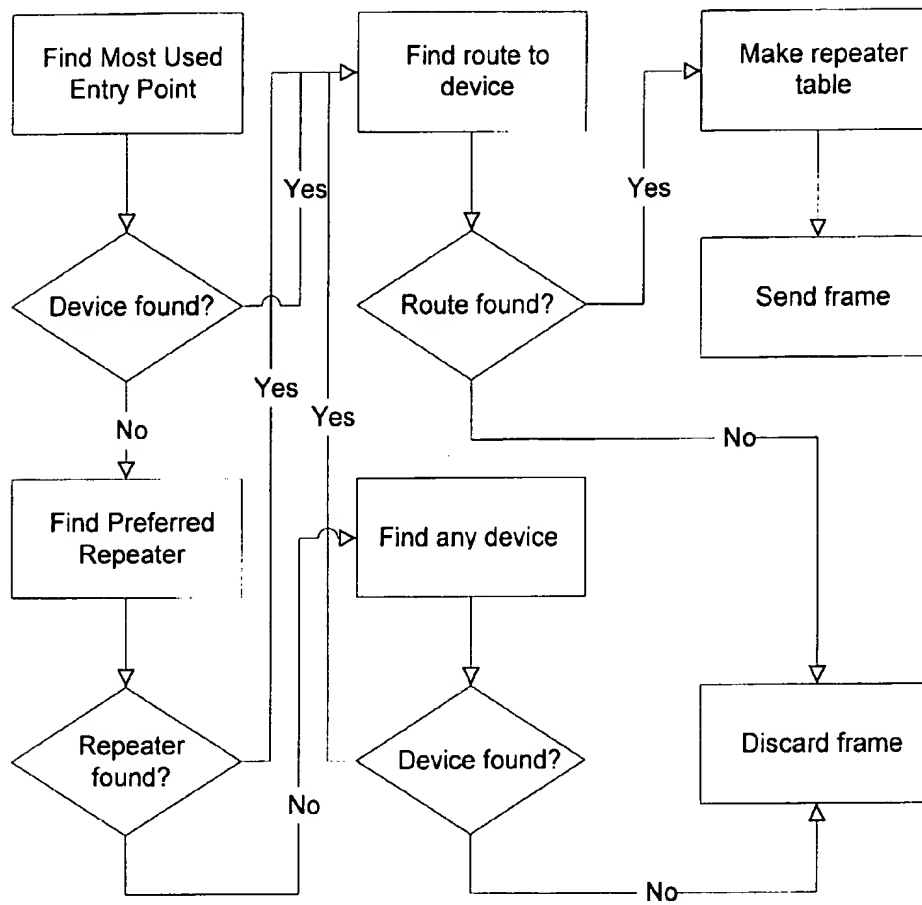 Find Most Used
Entry Point
Find route to
device
Make repeater
table
Yes
Yes
Device found?
Route found?
Send frame
Yes
Yes
No
No
Find Preferred
Repeater
Find any device
Repeater
found?
Device found?
Discard frame
No
No